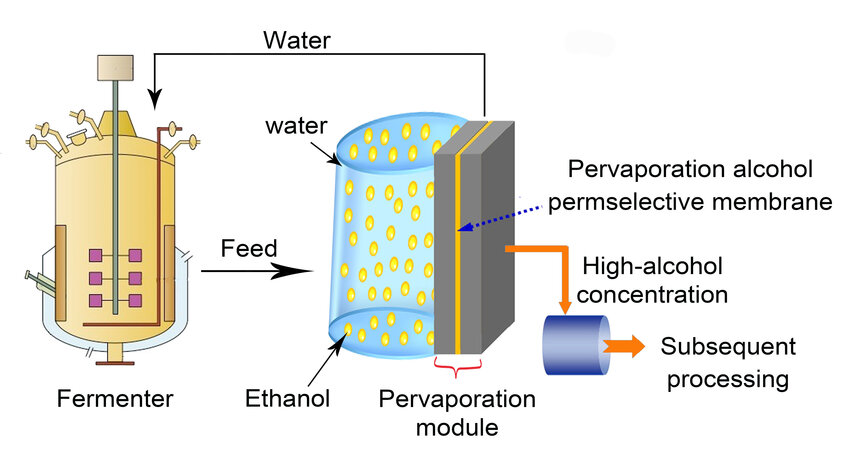 Water
water
Pervaporation alcohol
permselective membrane
Feed
High-alcohol
concentration
Subsequent
processing
Fermenter
Ethanol
Pervaporation
module